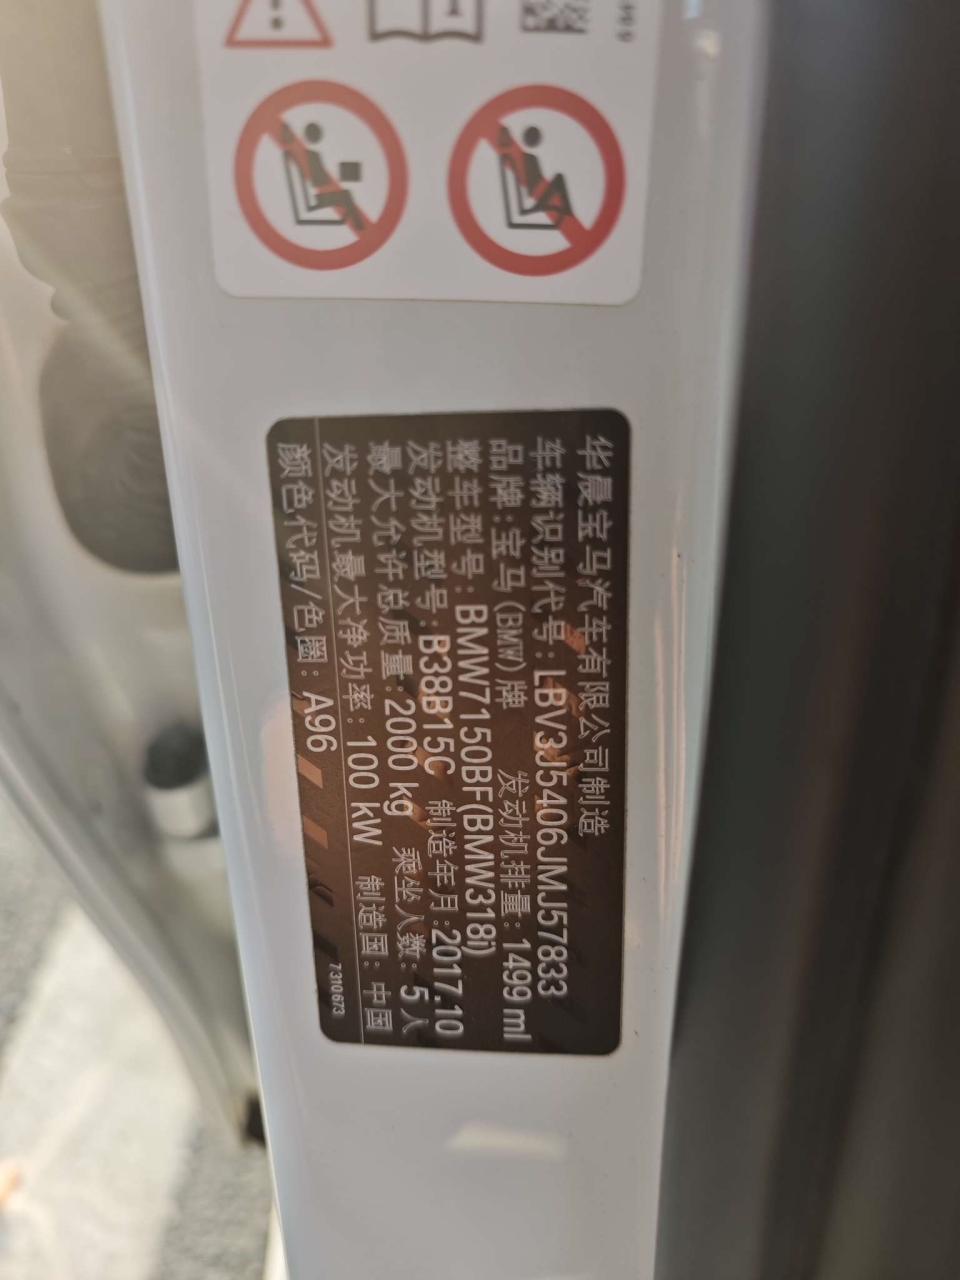 华晨宝马汽车有限公司制造
车辆识别代号: LBV3J5406JMJ57833
品牌:宝马(BMW)牌 发动机排量: 1499 ml
整车型号: BMW7150BF(BMW318i)
发动机型号:B38B15C 制造年月:2017.10
最大允许总质量:2000 kg 乘坐人数: 5人
发动机最大净功率: 100 kW 制造国: 中国
颜色代码/色圈: A96
7310673